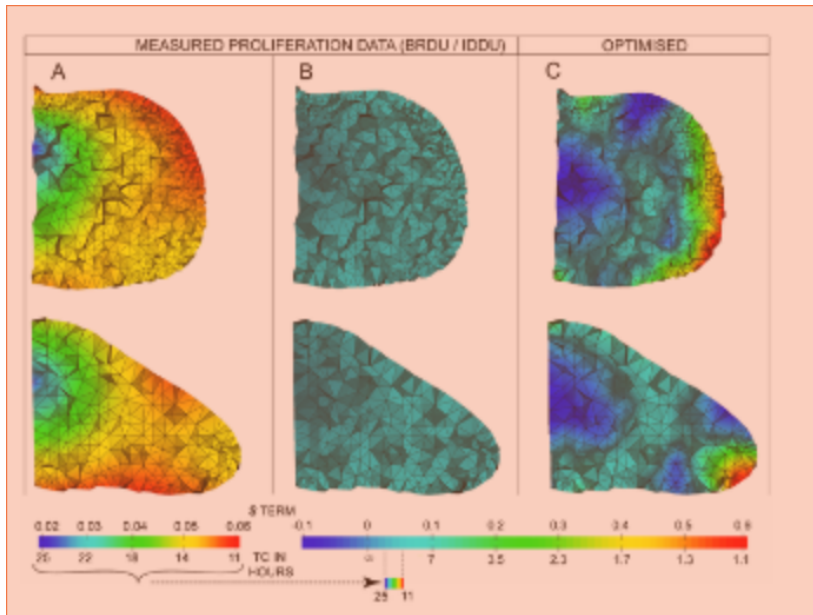 MEASURED PROLIFERATION DATA (BRDU / IDDU) OPTIMISED
A B C
S TERM
0.02 0.03 0.04 0.05 0.06 -0.1 0 0.1 0.2 0.3 0.4 0.5 0.6
25 22 18 14 11 TC IN HOURS 7 3.5 2.3 1.7 1.3 1.1
25 11